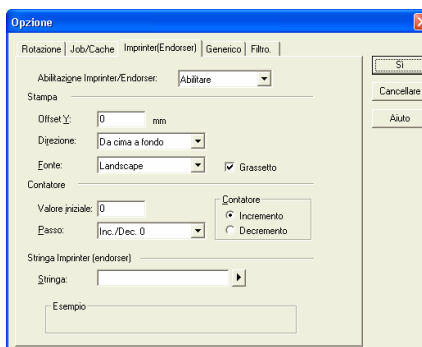 Opzione
Rotazione Job/Cache Imprinter(Endorser) Generico Filtro.
Sì
Cancellare
Aiuto
Abilitazione Imprinter/Endorser: Abilitare
Stampa
Offset Y: 0 mm
Direzione: Da cima a fondo
Fonte: Landscape Grassetto
Contatore
Valore iniziale: 0
Passo: Inc./Dec. 0
Contatore
Incremento
Decremento
Stringa Imprinter (endorser)
Stringa:
Esempio